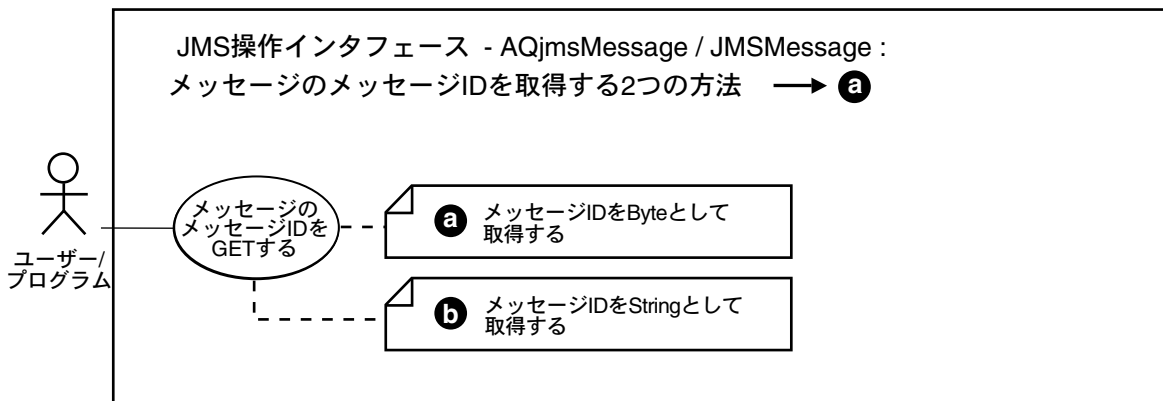 JMS操作インタフェース - AQjmsMessage / JMSMessage :
メッセージのメッセージIDを取得する2つの方法 a
メッセージの
メッセージIDを
GETする
a メッセージIDをByteとして
取得する
ユーザー/
プログラム
b メッセージIDをStringとして
取得する